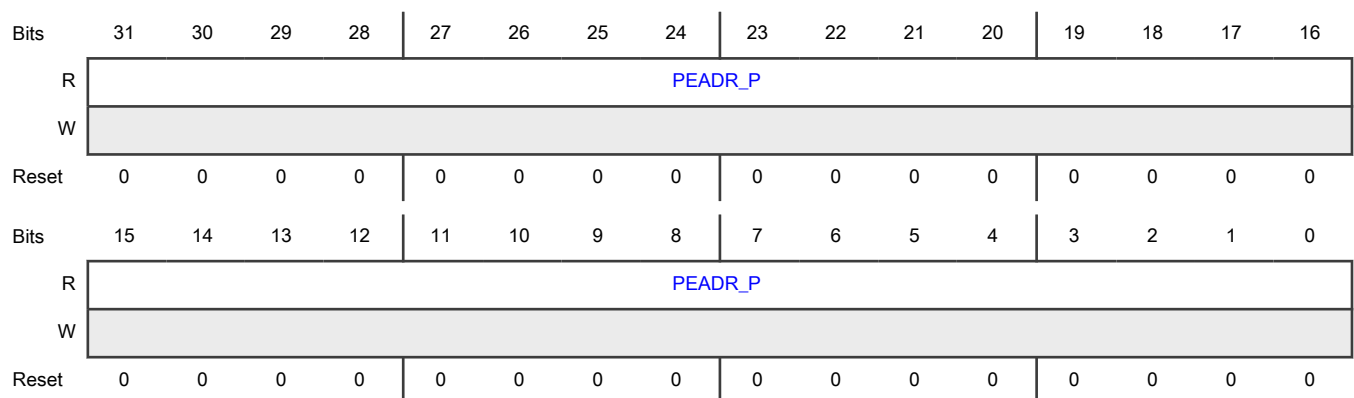 Bits 31 30 29 28 27 26 25 24 23 22 21 20 19 18 17 16
R PEADR_P
W
Reset 0 0 0 0 0 0 0 0 0 0 0 0 0 0 0 0
Bits 15 14 13 12 11 10 9 8 7 6 5 4 3 2 1 0
R PEADR_P
W
Reset 0 0 0 0 0 0 0 0 0 0 0 0 0 0 0 0